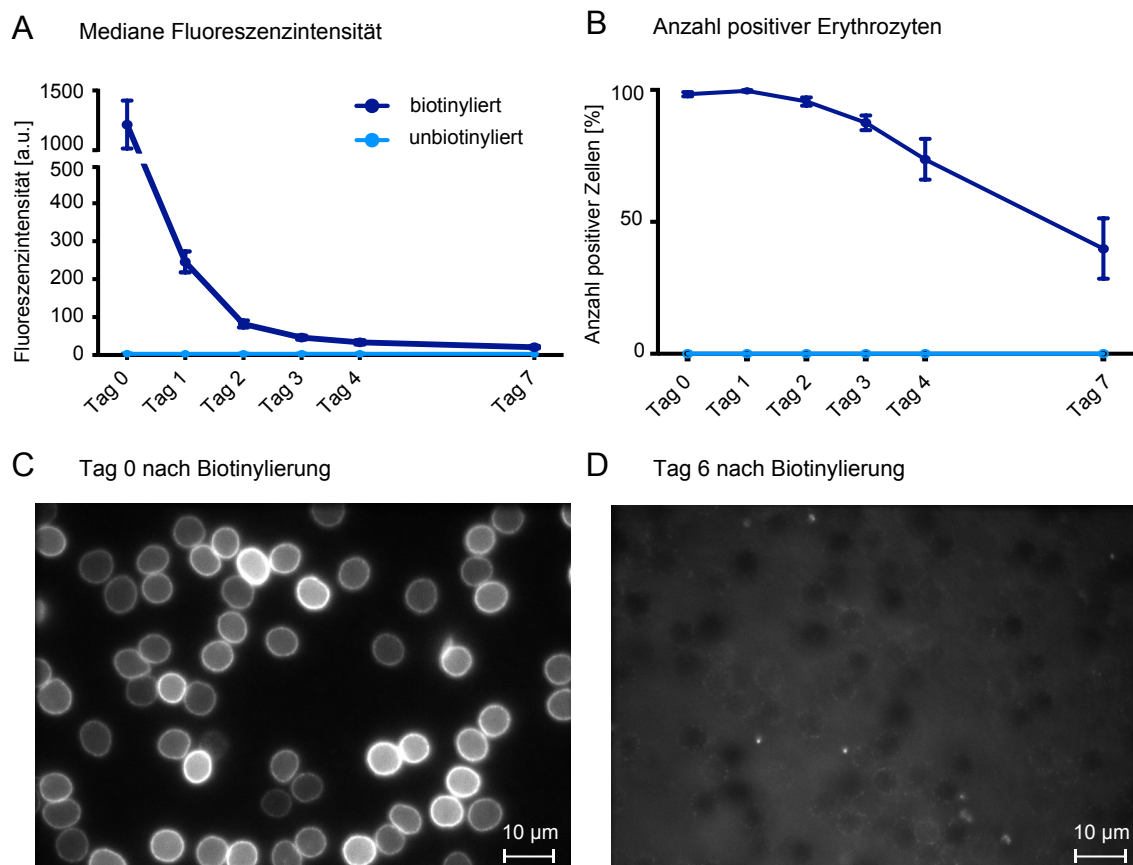 A Mediane Fluoreszenzintensität
Fluoreszenzintensität [a.u.]
1500
1000
500
400
300
200
100
0
biotinyliert
unbiotinyliert
Tag 0
Tag 1
Tag 2
Tag 3
Tag 4
Tag 7
B Anzahl positiver Erythrozyten
Anzahl positiver Zellen [%]
100
50
0
Tag 0
Tag 1
Tag 2
Tag 3
Tag 4
Tag 7
C Tag 0 nach Biotinylierung
10 µm
D Tag 6 nach Biotinylierung
10 µm